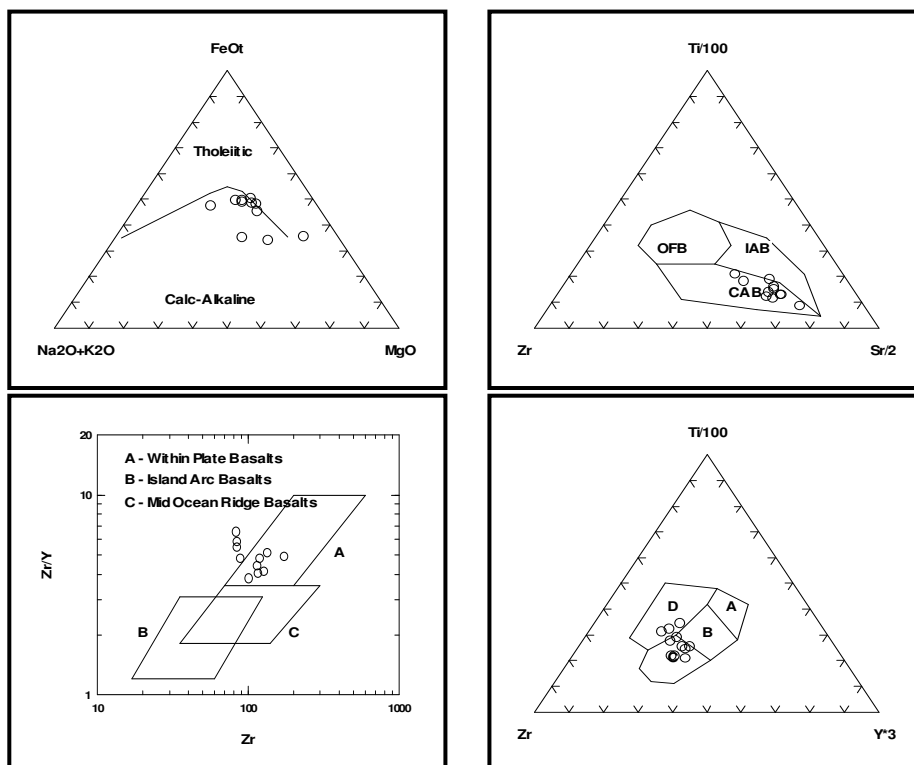 FeOt
Tholeiitic
Calc-Alkaline
Na2O+K2O MgO
Ti/100
OFB IAB
CAB
Zr Sr/2
20
A - Within Plate Basalts
B - Island Arc Basalts
C - Mid Ocean Ridge Basalts
10
A
Zr/Y
B C
1
10 100 1000
Zr
Ti/100
D A
B
Zr Y*3